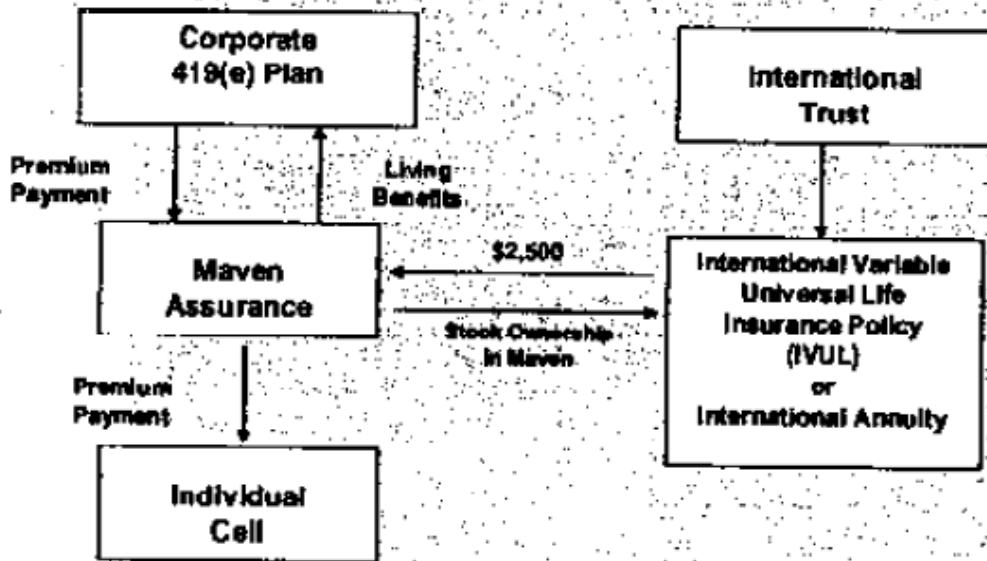 Corporate
419(e) Plan
International
Trust
Premium
Payment
Living
Benefits
Maven
Assurance
$2,500
Stock Ownership
in Maven
International Variable
Universal Life
Insurance Policy
(IVUL)
or
International Annuity
Premium
Payment
Individual
Cell